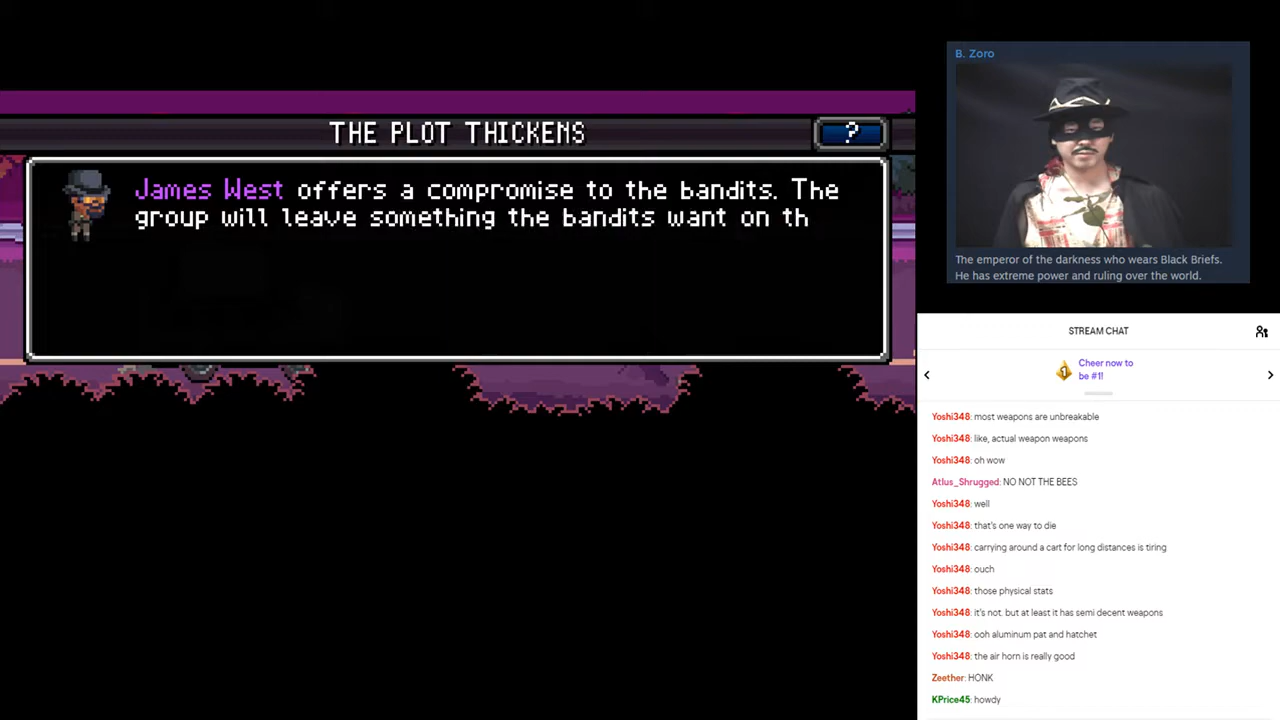 THE PLOT THICKENS
?
James West offers a compromise to the bandits. The
group will leave something the bandits want on th
B. Zoro
The emperor of the darkness who wears Black Briefs.
He has extreme power and ruling over the world.
STREAM CHAT
1
Cheer now to
be #1!
Yoshi348: most weapons are unbreakable
Yoshi348: like, actual weapon weapons
Yoshi348: oh wow
Atlus_Shrugged: NO NOT THE BEES
Yoshi348: well
Yoshi348: that's one way to die
Yoshi348: carrying around a cart for long distances is tiring
Yoshi348: ouch
Yoshi348: those physical stats
Yoshi348: it's not. but at least it has semi decent weapons
Yoshi348: ooh aluminum pat and hatchet
Yoshi348: the air horn is really good
Zeether: HONK
KPrice45: howdy